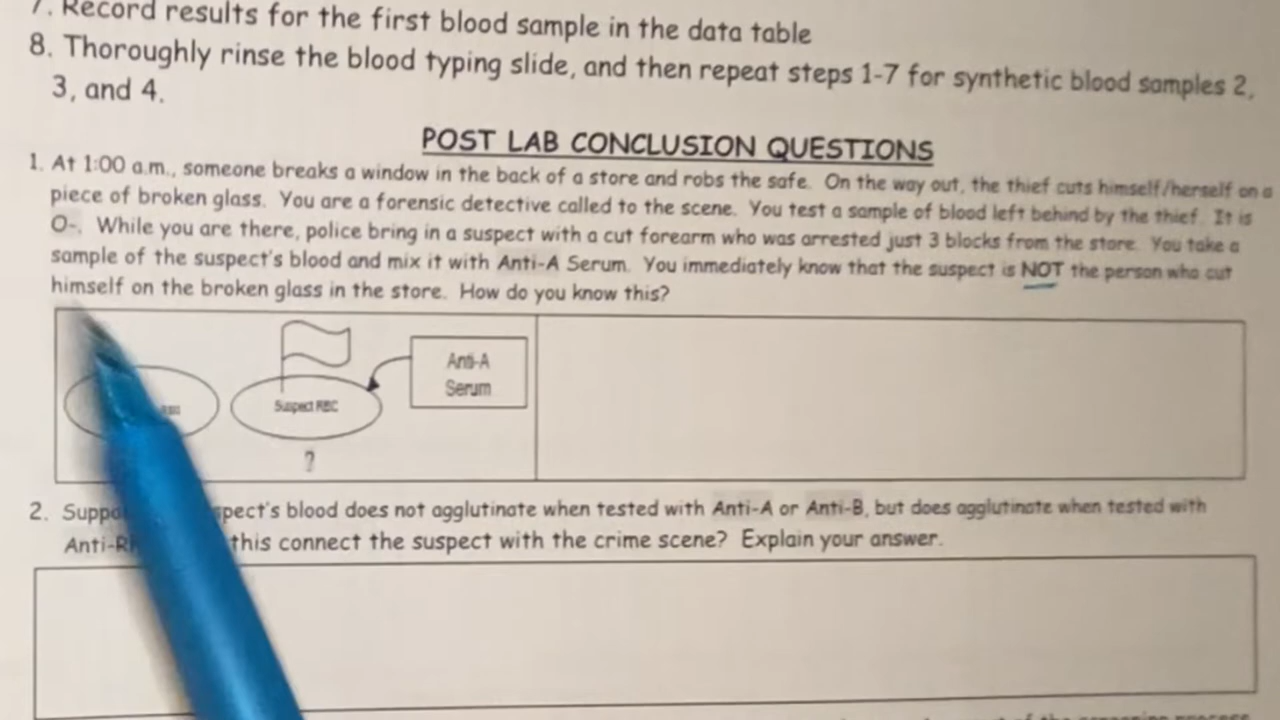 7. Record results for the first blood sample in the data table
8. Thoroughly rinse the blood typing slide, and then repeat steps 1-7 for synthetic blood samples 2,
3, and 4.
POST LAB CONCLUSION QUESTIONS
1. At 1:00 a.m., someone breaks a window in the back of a store and robs the safe. On the way out, the thief cuts himself/herself on a
piece of broken glass. You are a forensic detective called to the scene. You test a sample of blood left behind by the thief. It is
O-. While you are there, police bring in a suspect with a cut forearm who was arrested just 3 blocks from the store. You take a
sample of the suspect's blood and mix it with Anti-A Serum. You immediately know that the suspect is NOT the person who cut
himself on the broken glass in the store. How do you know this?
Suspect RBC
Anti-A
Serum
?
2. Suppo pect's blood does not agglutinate when tested with Anti-A or Anti-B, but does agglutinate when tested with
Anti-R this connect the suspect with the crime scene? Explain your answer.